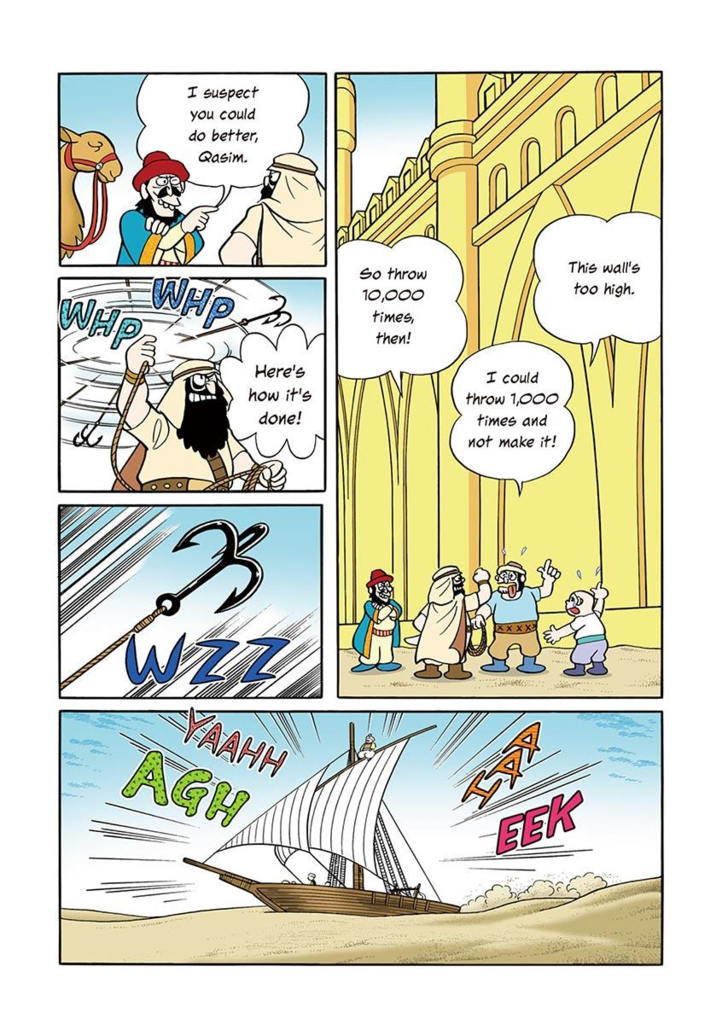 This wall's
too high.
I could
throw 1,000
times and
not make it!
So throw
10,000
times,
then!
I suspect
you could
do better,
Qasim.
WHP
WHP
Here's
how it's
done!
WZZ
IAA
EEK
YAAHH
AGH